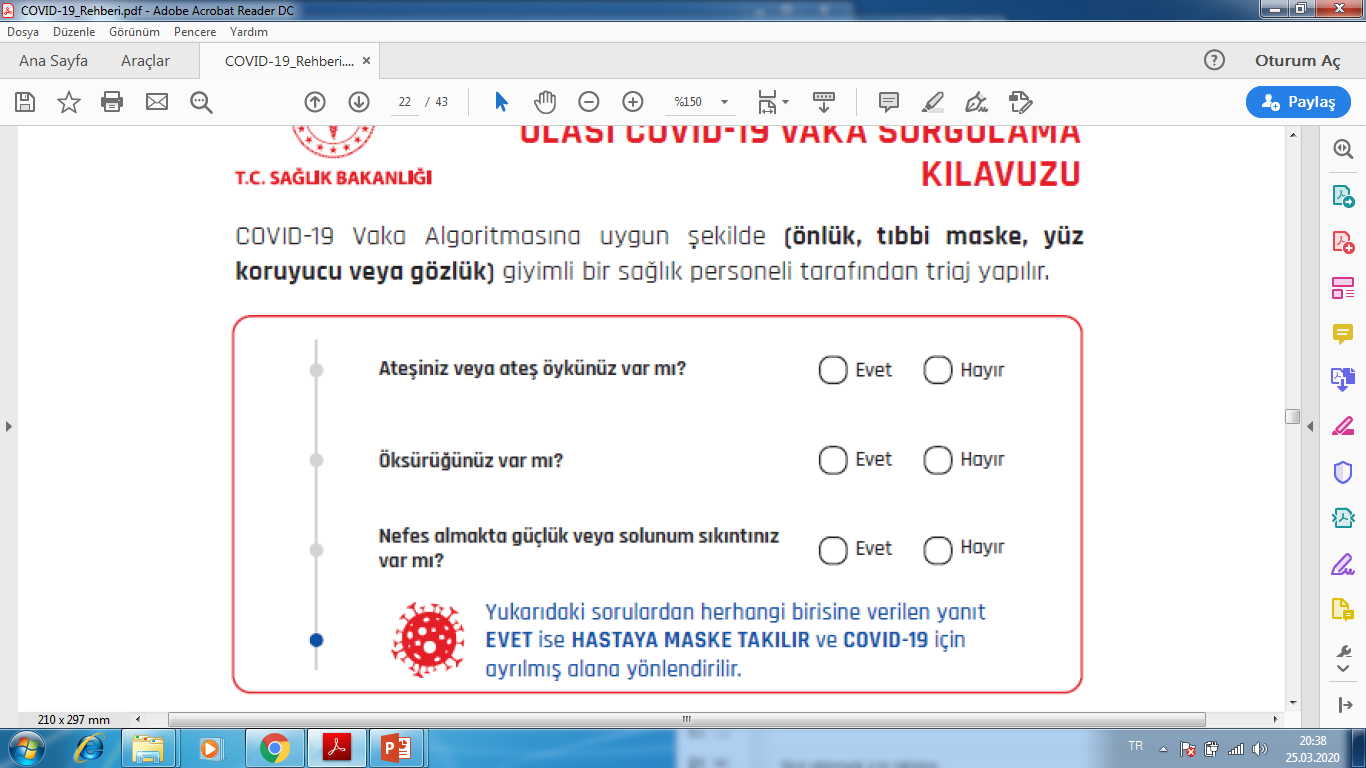 COVID-19_Rehberi.pdf - Adobe Acrobat Reader DC
Dosya Düzenle Görünüm Pencere Yardım
Ana Sayfa Araçlar COVID-19_Rehberi.... × ? Oturum Aç
22 / 43 %150 Paylaş
ULASI COVID-19 VAKA SORGULAMA
KILAVUZU
T.C. SAĞLIK BAKANLIĞI
COVID-19 Vaka Algoritmasına uygun şekilde (önlük, tıbbi maske, yüz
koruyucu veya gözlük) giyimli bir sağlık personeli tarafından triaj yapılır.
Ateşiniz veya ateş öykünüz var mı? Evet Hayır
Öksürüğünüz var mı? Evet Hayır
Nefes almakta güçlük veya solunum sıkıntınız
var mı? Evet Hayır
Yukarıdaki sorulardan herhangi birisine verilen yanıt
EVET ise HASTAYA MASKE TAKILIR ve COVID-19 için
ayrılmış alana yönlendirilir.
210 x 297 mm
TR 20:38
25.03.2020